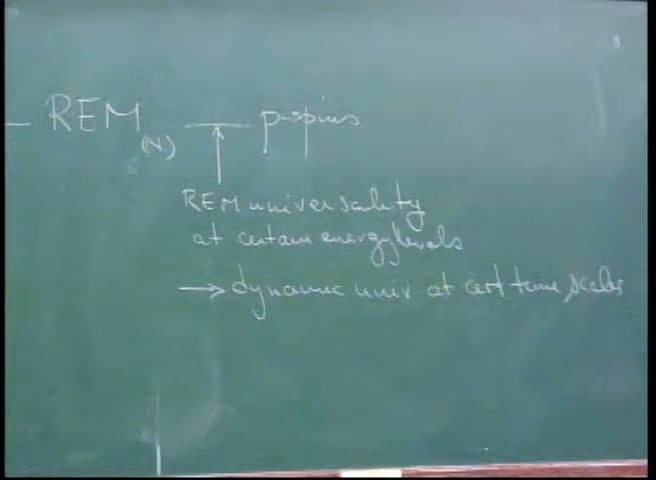 — REM(N) — p-spins
REM universality
at certain energy levels
→ dynamic univ at cert time scales